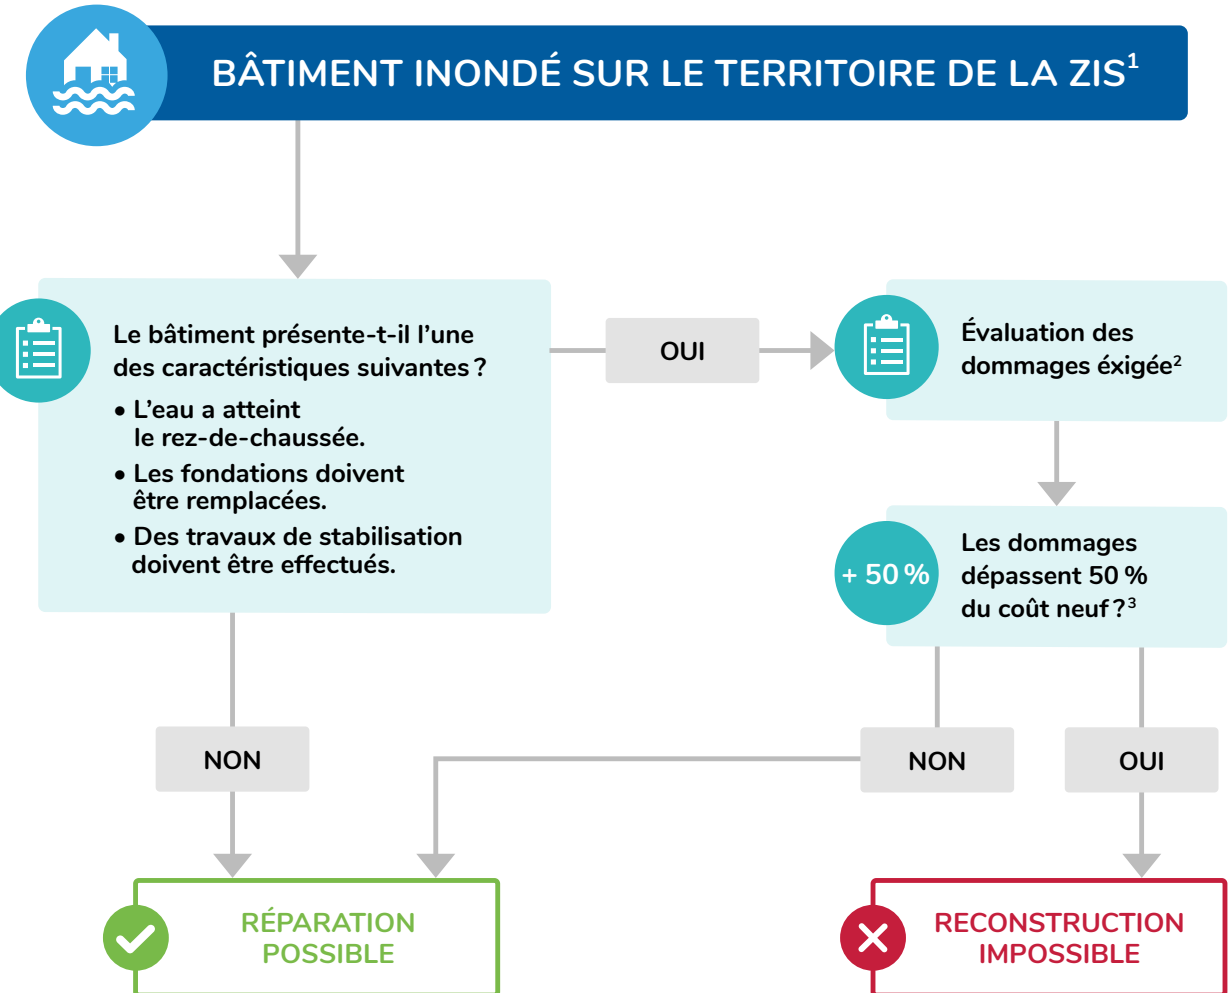 BÂTIMENT INONDÉ SUR LE TERRITOIRE DE LA ZIS¹
Le bâtiment présente-t-il l’une
des caractéristiques suivantes ?
• L’eau a atteint
le rez-de-chaussée.
• Les fondations doivent
être remplacées.
• Des travaux de stabilisation
doivent être effectués.
OUI
Évaluation des
dommages éxigée²
+ 50 %
Les dommages
dépassent 50 %
du coût neuf ?³
NON
NON
OUI
RÉPARATION
POSSIBLE
RECONSTRUCTION
IMPOSSIBLE